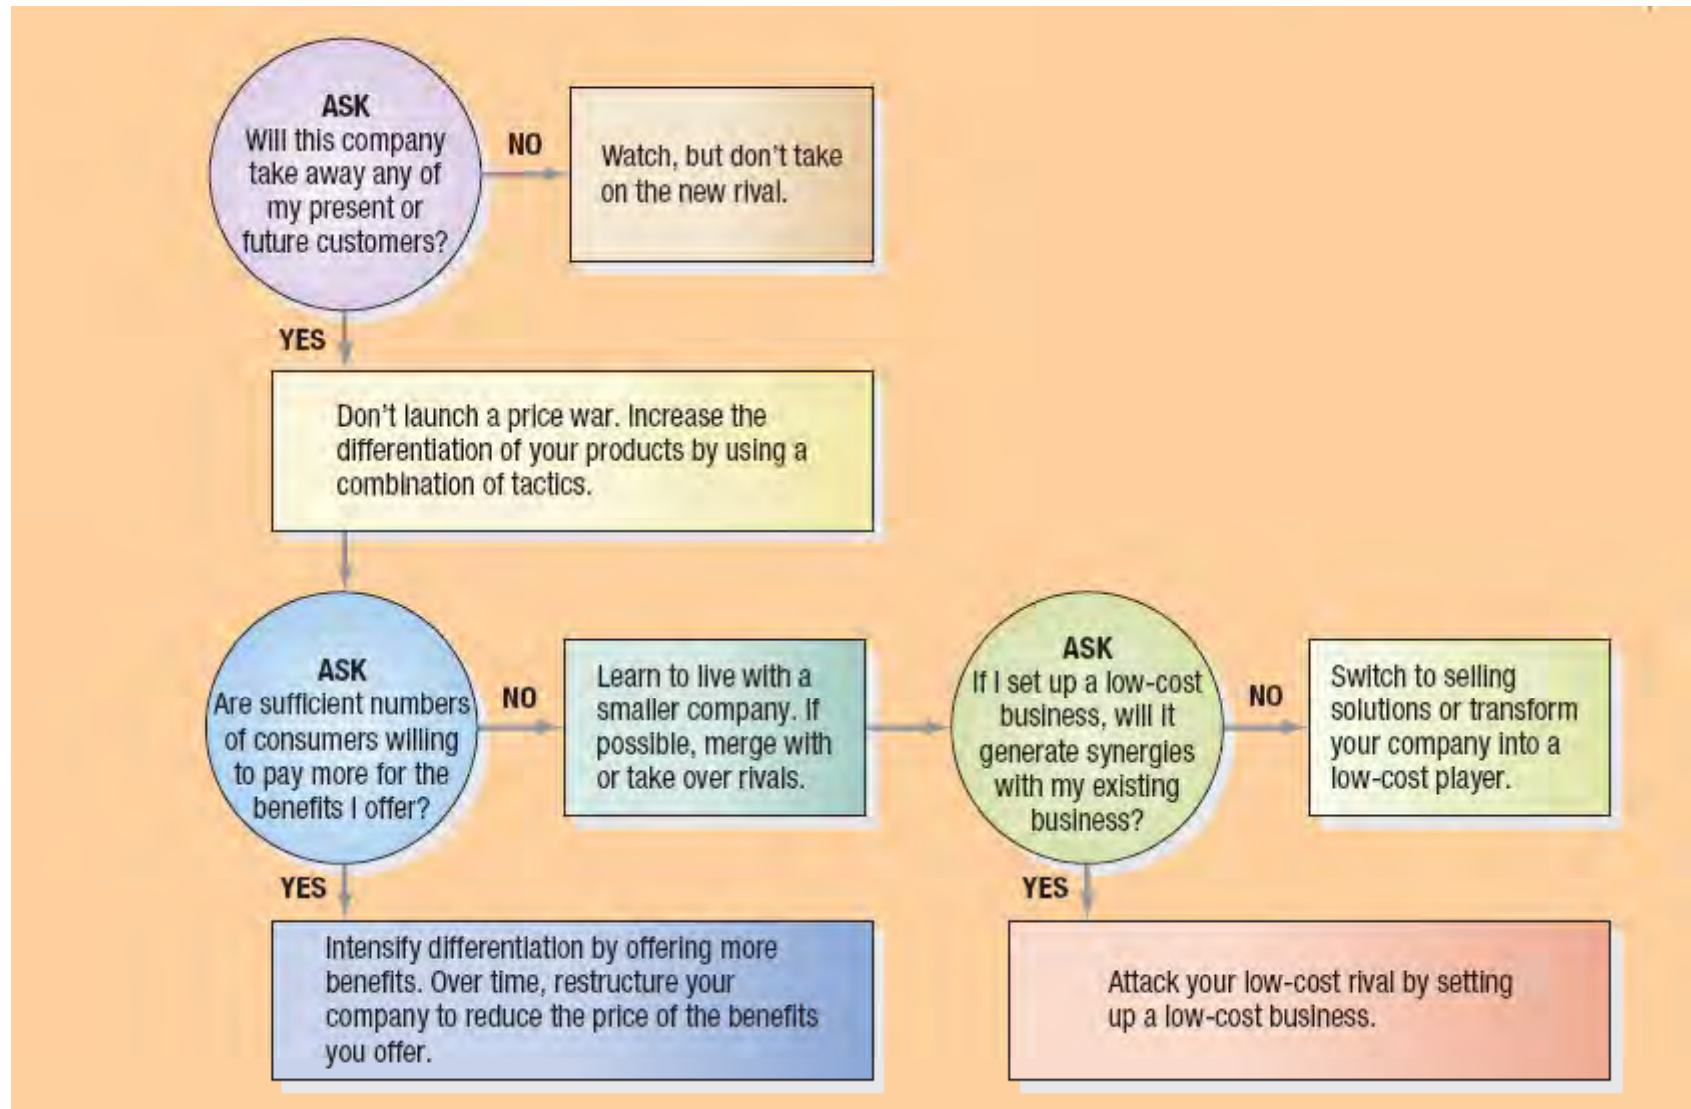 ASK
Will this company
take away any of
my present or
future customers?
NO
Watch, but don't take
on the new rival.
YES
Don't launch a price war. Increase the
differentiation of your products by using a
combination of tactics.
ASK
Are sufficient numbers
of consumers willing
to pay more for the
benefits I offer?
NO
Learn to live with a
smaller company. If
possible, merge with
or take over rivals.
ASK
If I set up a low-cost
business, will it
generate synergies
with my existing
business?
NO
Switch to selling
solutions or transform
your company into a
low-cost player.
YES
Intensify differentiation by offering more
benefits. Over time, restructure your
company to reduce the price of the benefits
you offer.
YES
Attack your low-cost rival by setting
up a low-cost business.